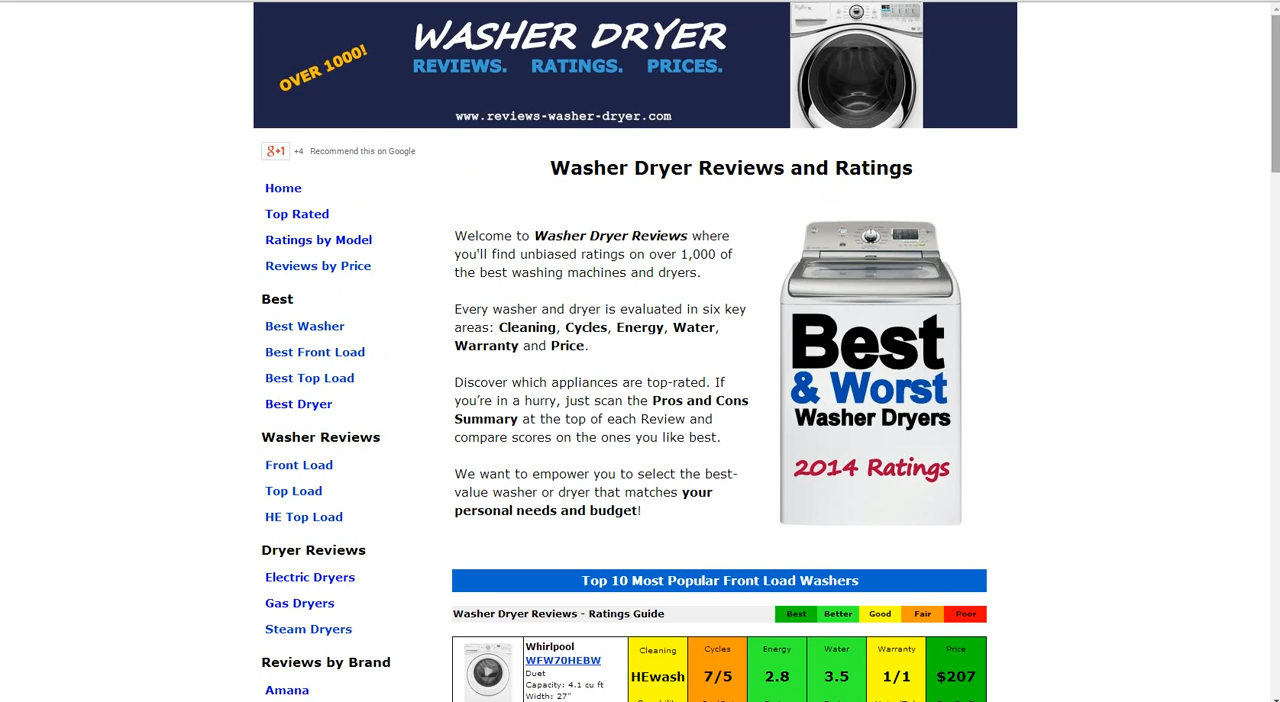 OVER 1000!
WASHER DRYER
REVIEWS. RATINGS. PRICES.
www.reviews-washer-dryer.com
g+1 +4 Recommend this on Google
Home
Top Rated
Ratings by Model
Reviews by Price
Best
Best Washer
Best Front Load
Best Top Load
Best Dryer
Washer Reviews
Front Load
Top Load
HE Top Load
Dryer Reviews
Electric Dryers
Gas Dryers
Steam Dryers
Reviews by Brand
Amana
Washer Dryer Reviews and Ratings
Welcome to Washer Dryer Reviews where
you'll find unbiased ratings on over 1,000 of
the best washing machines and dryers.
Every washer and dryer is evaluated in six key
areas: Cleaning, Cycles, Energy, Water,
Warranty and Price.
Discover which appliances are top-rated. If
you’re in a hurry, just scan the Pros and Cons
Summary at the top of each Review and
compare scores on the ones you like best.
We want to empower you to select the best-
value washer or dryer that matches your
personal needs and budget!
Best
& Worst
Washer Dryers
2014 Ratings
Top 10 Most Popular Front Load Washers
Washer Dryer Reviews - Ratings Guide Best Better Good Fair Poor
Whirlpool
WFW70HEBW
Duet
Capacity: 4.1 cu ft
Width: 27"
Cleaning Cycles Energy Water Warranty Price
HEwash 7/5 2.8 3.5 1/1 $207